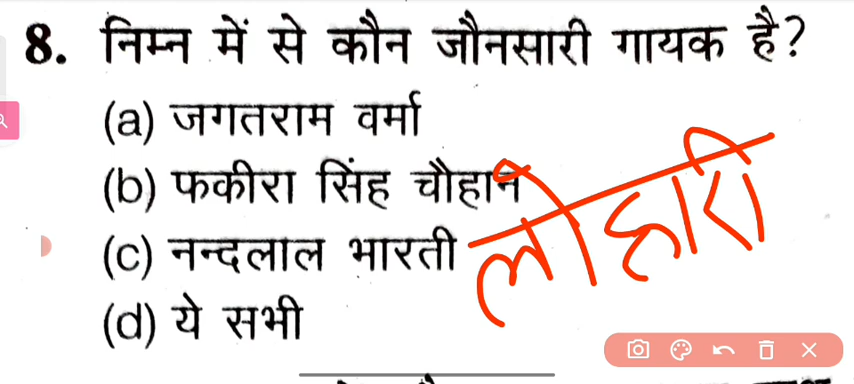 8. निम्न में से कौन जौनसारी गायक है?
(a) जगतराम वर्मा
(b) फकीरा सिंह चौहान
(c) नन्दलाल भारती
लोहारी
(d) ये सभी